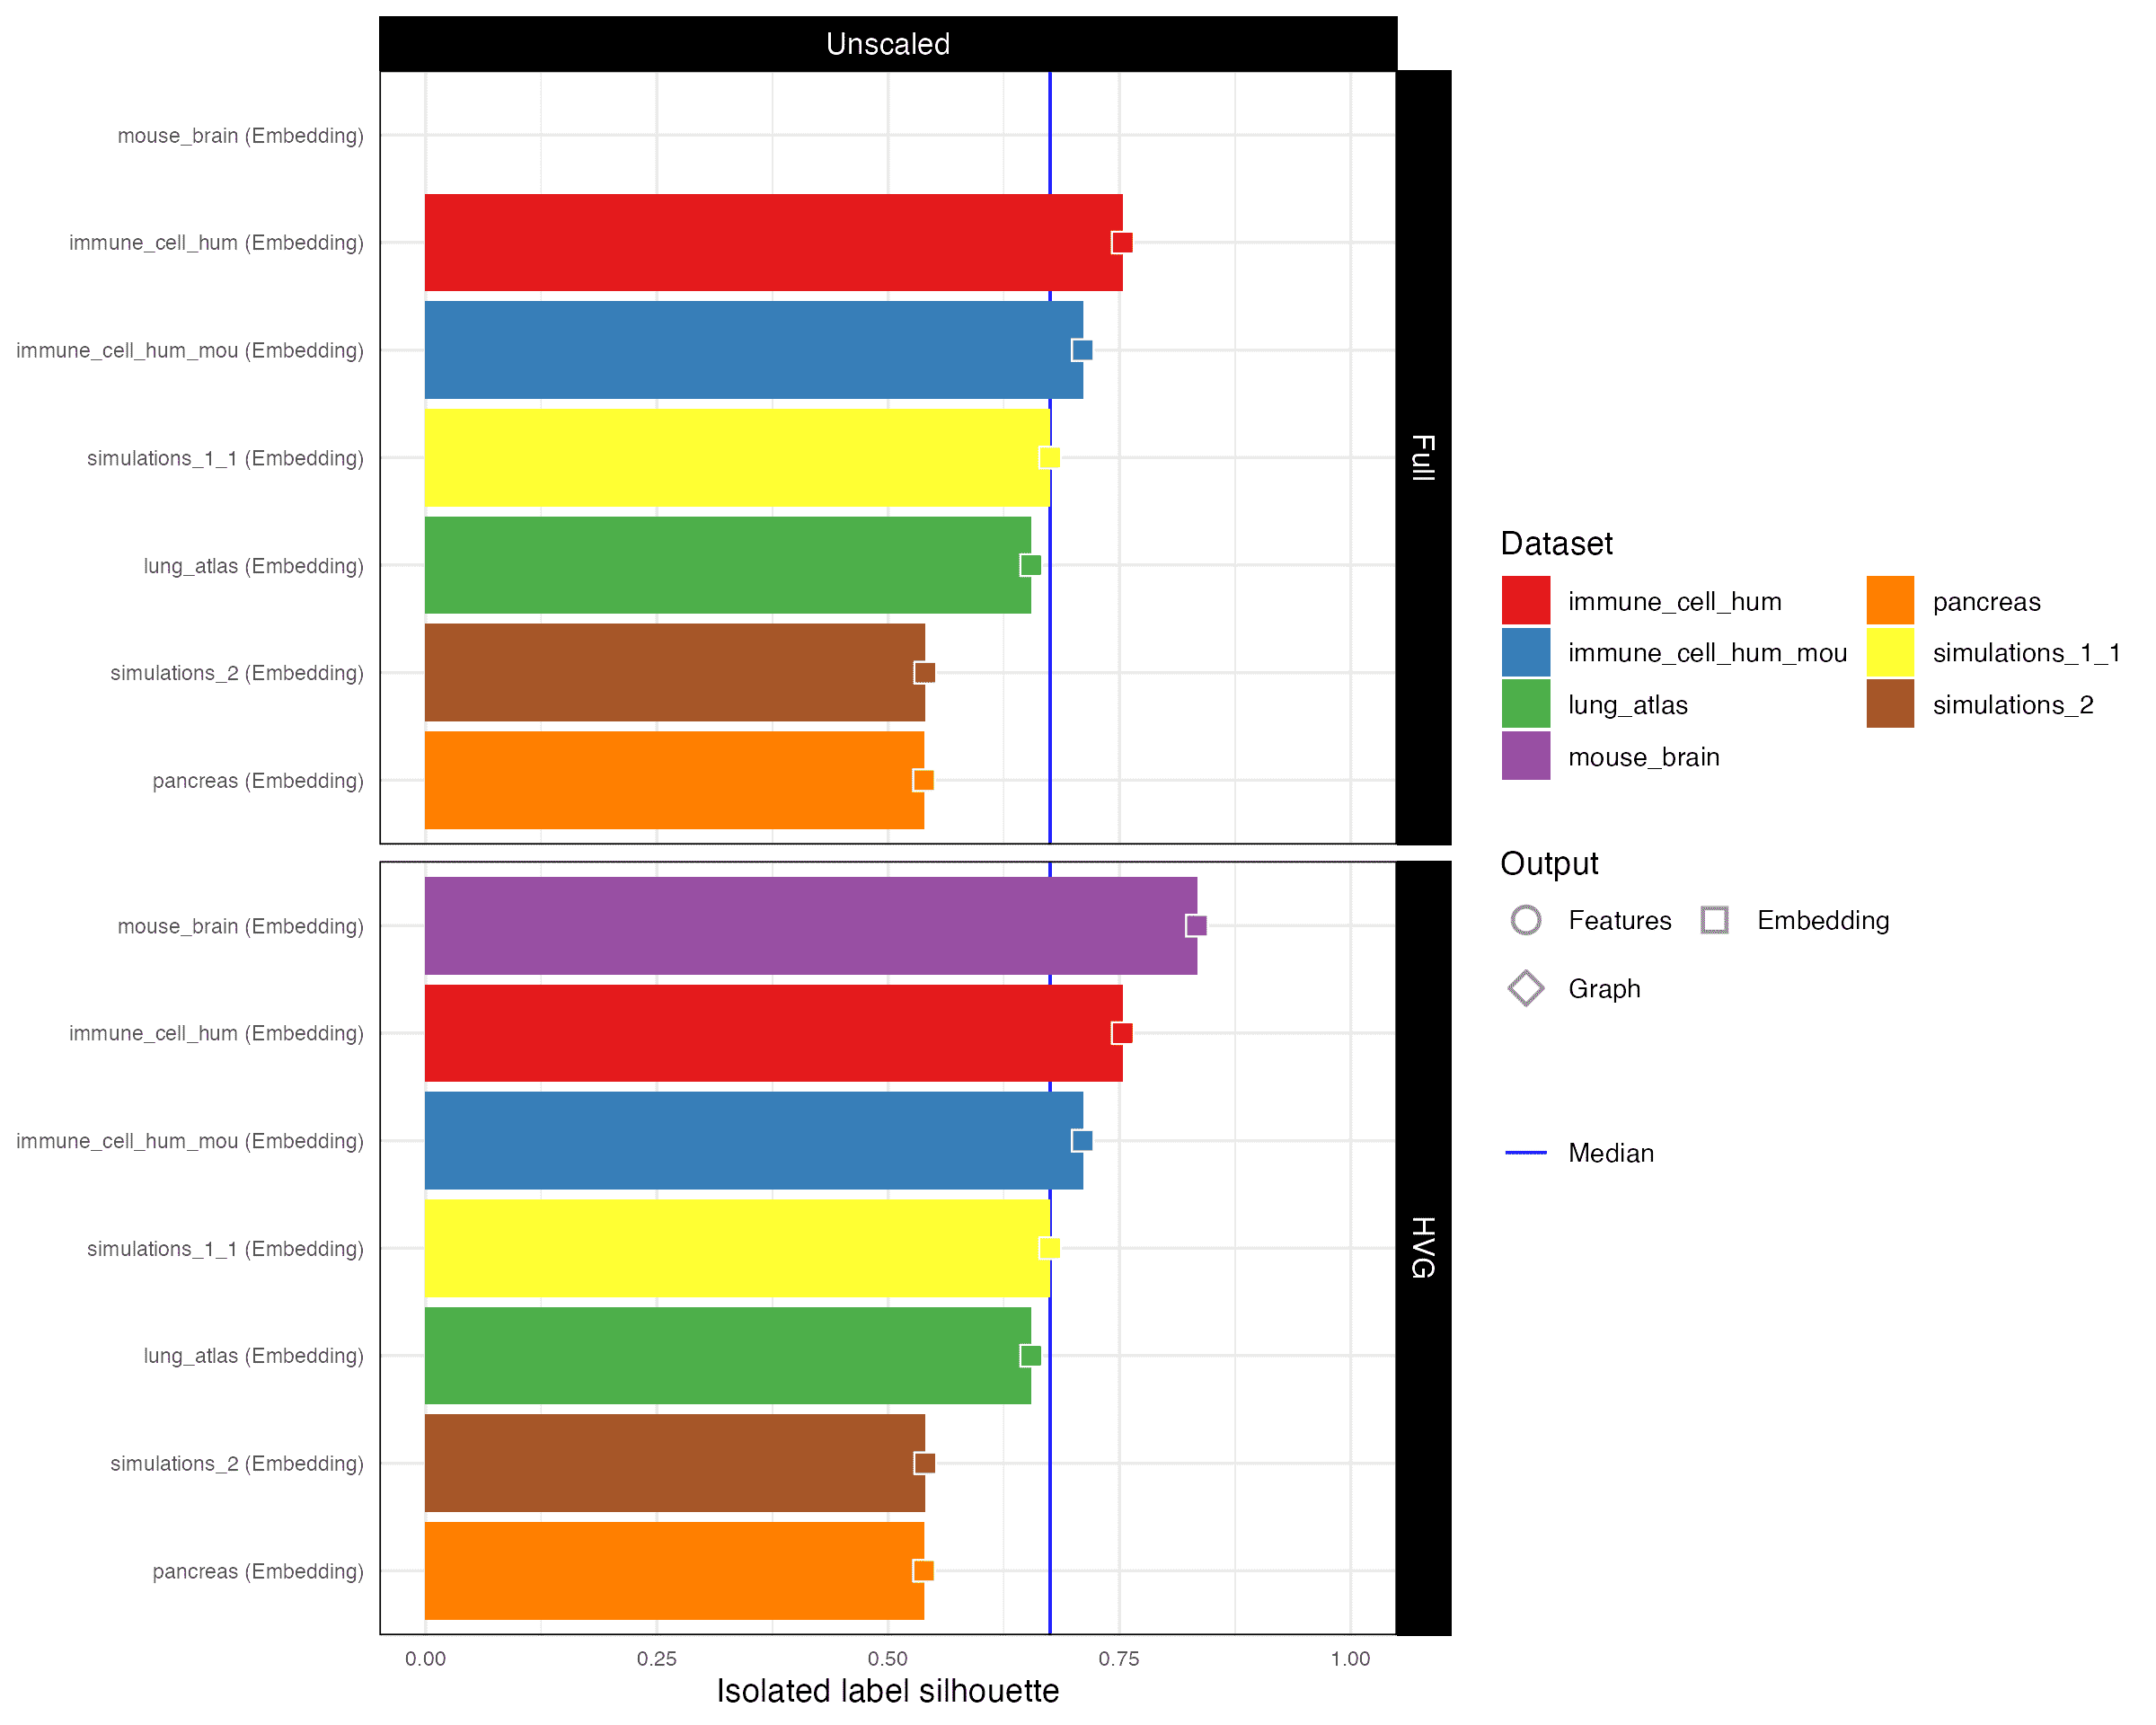 Unscaled
mouse_brain (Embedding)
immune_cell_hum (Embedding)
immune_cell_hum_mou (Embedding)
simulations_1_1 (Embedding)
lung_atlas (Embedding)
simulations_2 (Embedding)
pancreas (Embedding)
Full
mouse_brain (Embedding)
immune_cell_hum (Embedding)
immune_cell_hum_mou (Embedding)
simulations_1_1 (Embedding)
lung_atlas (Embedding)
simulations_2 (Embedding)
pancreas (Embedding)
HVG
0.00 0.25 0.50 0.75 1.00
Isolated label silhouette
Dataset
immune_cell_hum pancreas
immune_cell_hum_mou simulations_1_1
lung_atlas simulations_2
mouse_brain
Output
Features Embedding
Graph
Median